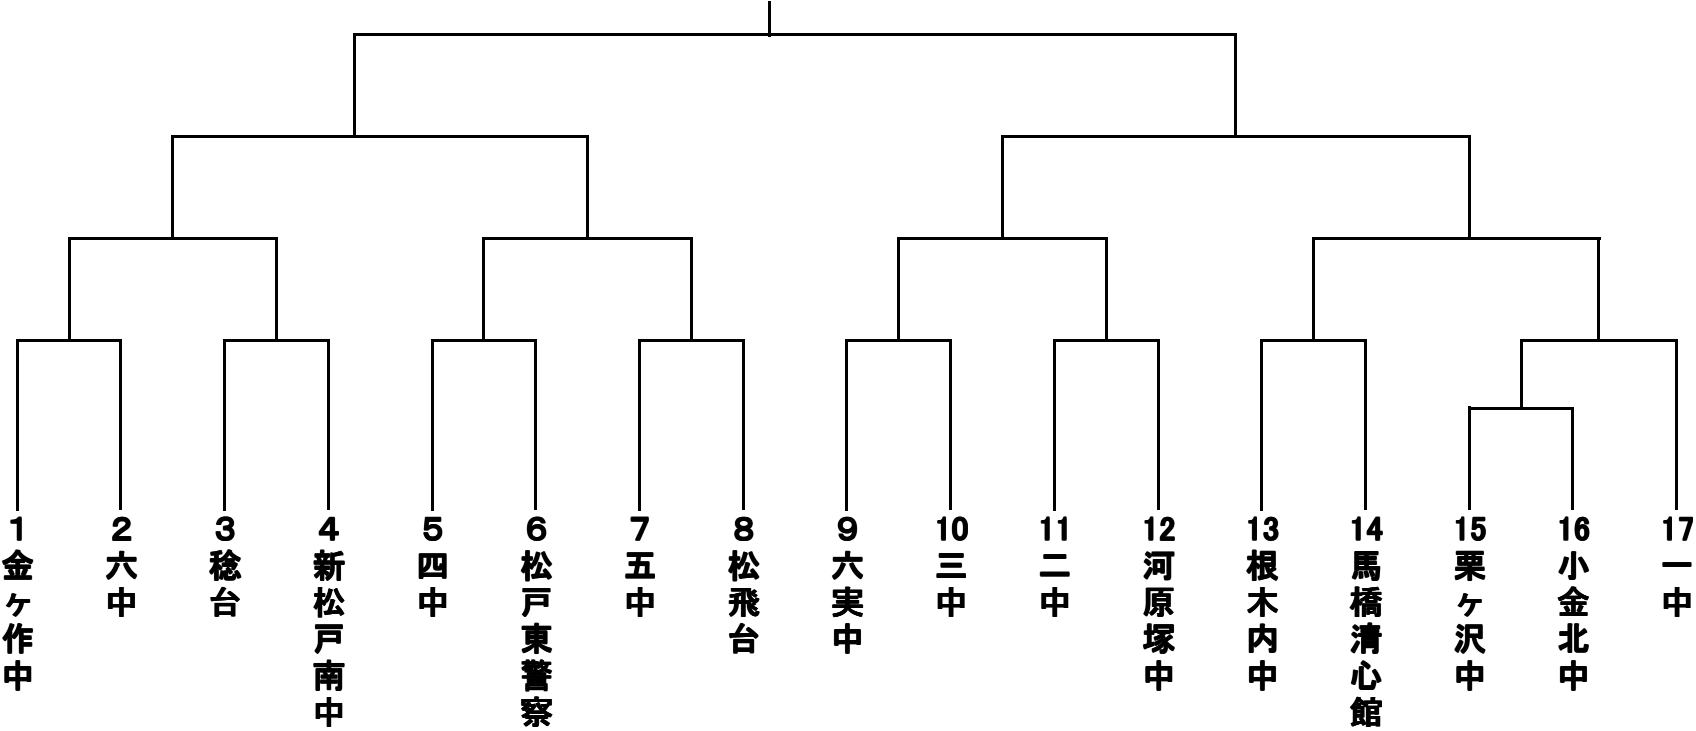 1 金ヶ作中
2 六中
3 稔台
4 新松戸南中
5 四中
6 松戸東警察
7 五中
8 松飛台
9 六実中
10 三中
11 二中
12 河原塚中
13 根木内中
14 馬橋清心館
15 栗ヶ沢中
16 小金北中
17 一中